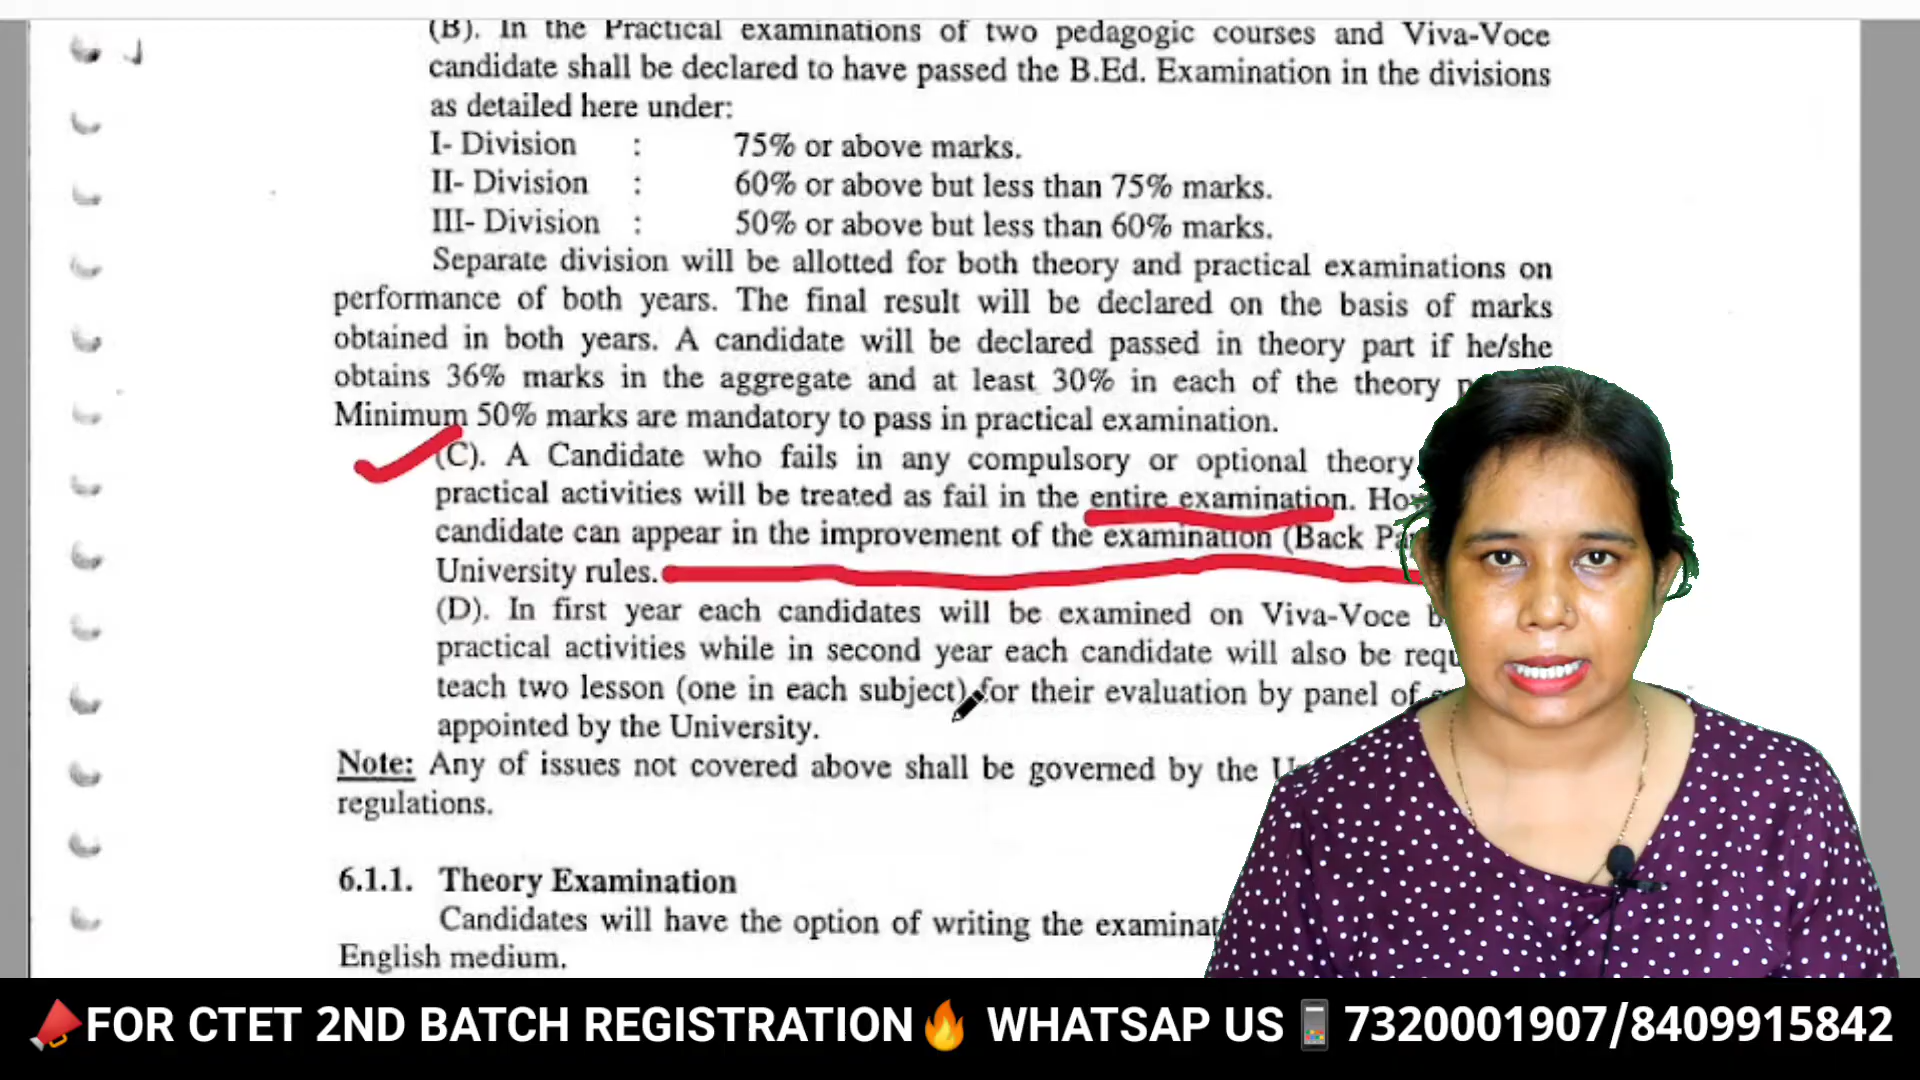 (B). In the Practical examinations of two pedagogic courses and Viva-Voce
candidate shall be declared to have passed the B.Ed. Examination in the divisions
as detailed here under:
I- Division : 75% or above marks.
II- Division : 60% or above but less than 75% marks.
III- Division : 50% or above but less than 60% marks.
Separate division will be allotted for both theory and practical examinations on
performance of both years. The final result will be declared on the basis of marks
obtained in both years. A candidate will be declared passed in theory part if he/she
obtains 36% marks in the aggregate and at least 30% in each of the theory
Minimum 50% marks are mandatory to pass in practical examination.
(C). A Candidate who fails in any compulsory or optional theory
practical activities will be treated as fail in the entire examination.
candidate can appear in the improvement of the examination (Back
University rules.
(D). In first year each candidates will be examined on Viva-Voce
practical activities while in second year each candidate will also be
teach two lesson (one in each subject) for their evaluation by panel of
appointed by the University.
Note: Any of issues not covered above shall be governed by the
regulations.
6.1.1. Theory Examination
Candidates will have the option of writing the
English medium.
FOR CTET 2ND BATCH REGISTRATION WHATSAP US 7320001907/8409915842